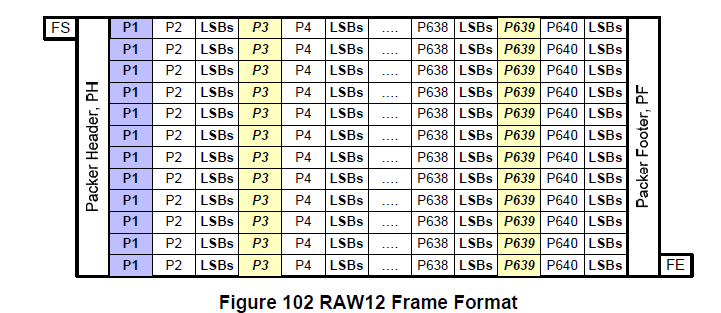 FS P1 P2 LSBs P3 P4 LSBs .... P638 LSBs P639 P640 LSBs
P1 P2 LSBs P3 P4 LSBs .... P638 LSBs P639 P640 LSBs
P1 P2 LSBs P3 P4 LSBs .... P638 LSBs P639 P640 LSBs
P1 P2 LSBs P3 P4 LSBs .... P638 LSBs P639 P640 LSBs
P1 P2 LSBs P3 P4 LSBs .... P638 LSBs P639 P640 LSBs
P1 P2 LSBs P3 P4 LSBs .... P638 LSBs P639 P640 LSBs
P1 P2 LSBs P3 P4 LSBs .... P638 LSBs P639 P640 LSBs
P1 P2 LSBs P3 P4 LSBs .... P638 LSBs P639 P640 LSBs
P1 P2 LSBs P3 P4 LSBs .... P638 LSBs P639 P640 LSBs
P1 P2 LSBs P3 P4 LSBs .... P638 LSBs P639 P640 LSBs
P1 P2 LSBs P3 P4 LSBs .... P638 LSBs P639 P640 LSBs
P1 P2 LSBs P3 P4 LSBs .... P638 LSBs P639 P640 LSBs FE
Packer Header, PH
Packer Footer, PF
Figure 102 RAW12 Frame Format